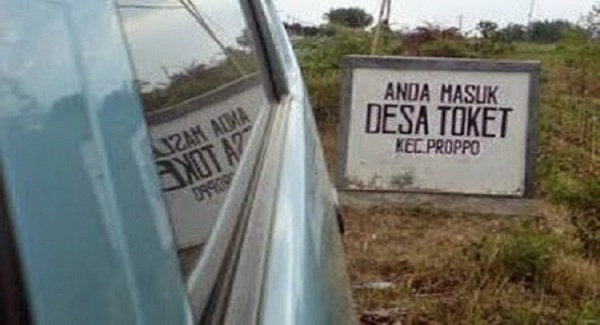 ANDA MASUK
DESA TOKET
KEC.PROPPO